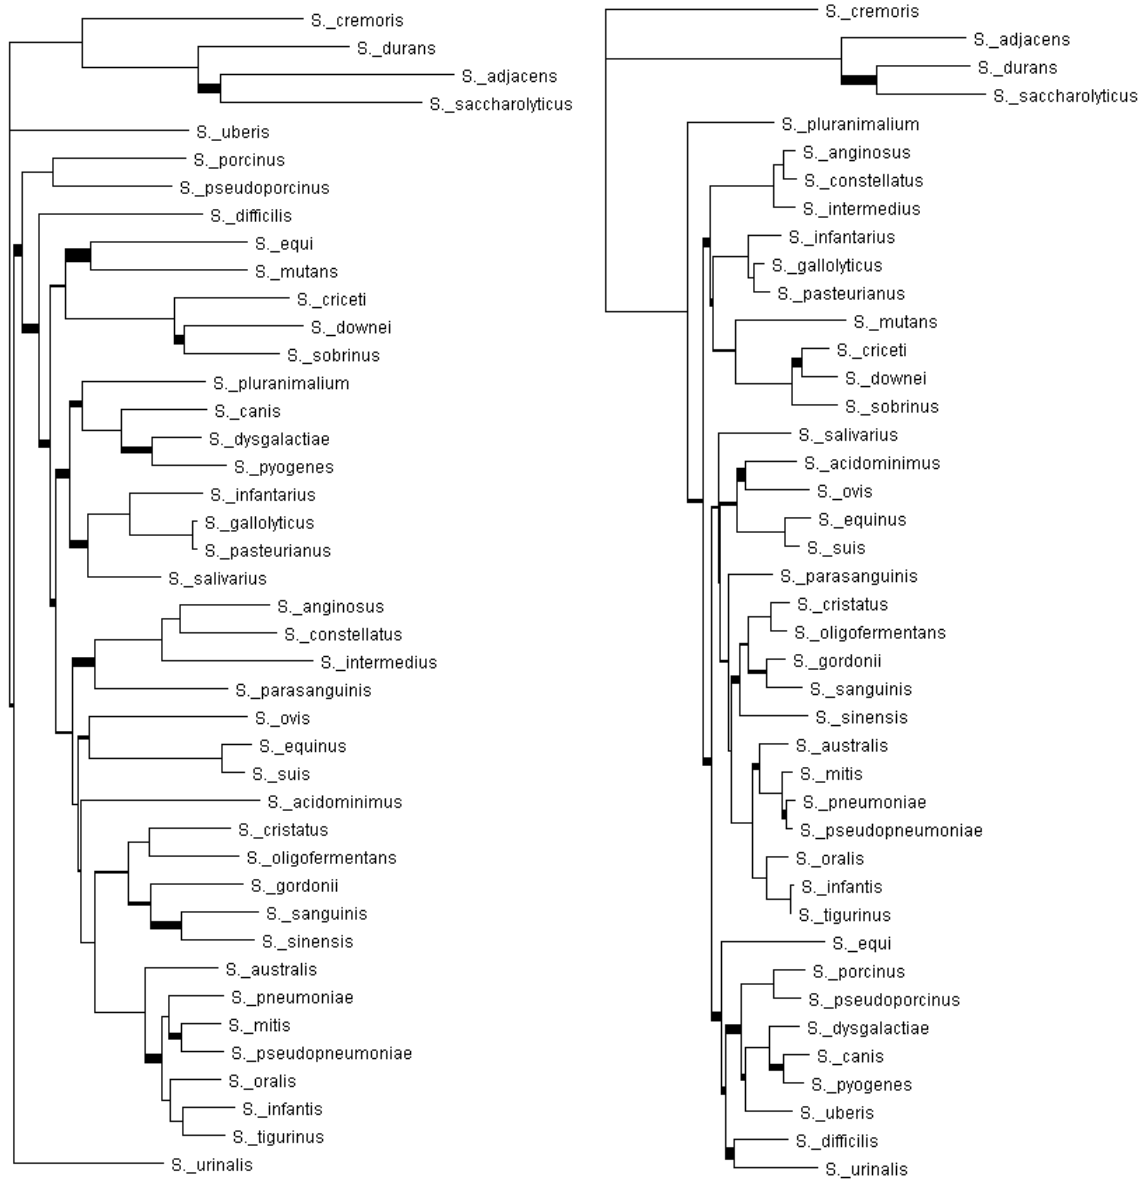 S._cremoris
S._durans
S._adjacens
S._saccharolyticus
S._uberis
S._porcinus
S._pseudoporcinus
S._difficilis
S._equi
S._mutans
S._criceti
S._downei
S._sobrinus
S._pluranimalium
S._canis
S._dysgalactiae
S._pyogenes
S._infantarius
S._gallolyticus
S._pasteurianus
S._salivarius
S._anginosus
S._constellatus
S._intermedius
S._parasanguinis
S._ovis
S._equinus
S._suis
S._acidominimus
S._cristatus
S._oligofermentans
S._gordonii
S._sanguinis
S._sinensis
S._australis
S._pneumoniae
S._mitis
S._pseudopneumoniae
S._oralis
S._infantis
S._tigurinus
S._urinalis
S._cremoris
S._adjacens
S._durans
S._saccharolyticus
S._pluranimalium
S._anginosus
S._constellatus
S._intermedius
S._infantarius
S._gallolyticus
S._pasteurianus
S._mutans
S._criceti
S._downei
S._sobrinus
S._salivarius
S._acidominimus
S._ovis
S._equinus
S._suis
S._parasanguinis
S._cristatus
S._oligofermentans
S._gordonii
S._sanguinis
S._sinensis
S._australis
S._mitis
S._pneumoniae
S._pseudopneumoniae
S._oralis
S._infantis
S._tigurinus
S._equi
S._porcinus
S._pseudoporcinus
S._dysgalactiae
S._canis
S._pyogenes
S._uberis
S._difficilis
S._urinalis